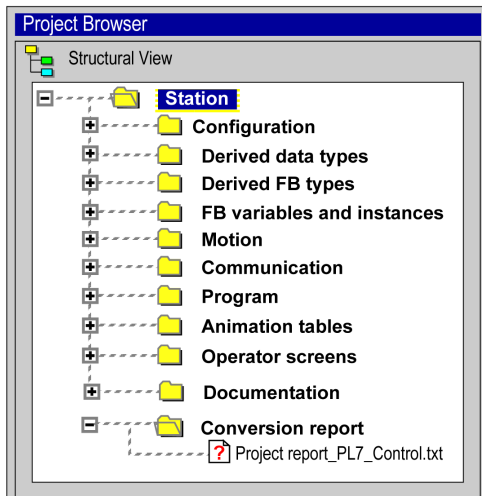 Project Browser
Structural View
Station
Configuration
Derived data types
Derived FB types
FB variables and instances
Motion
Communication
Program
Animation tables
Operator screens
Documentation
Conversion report
? Project report_PL7_Control.txt